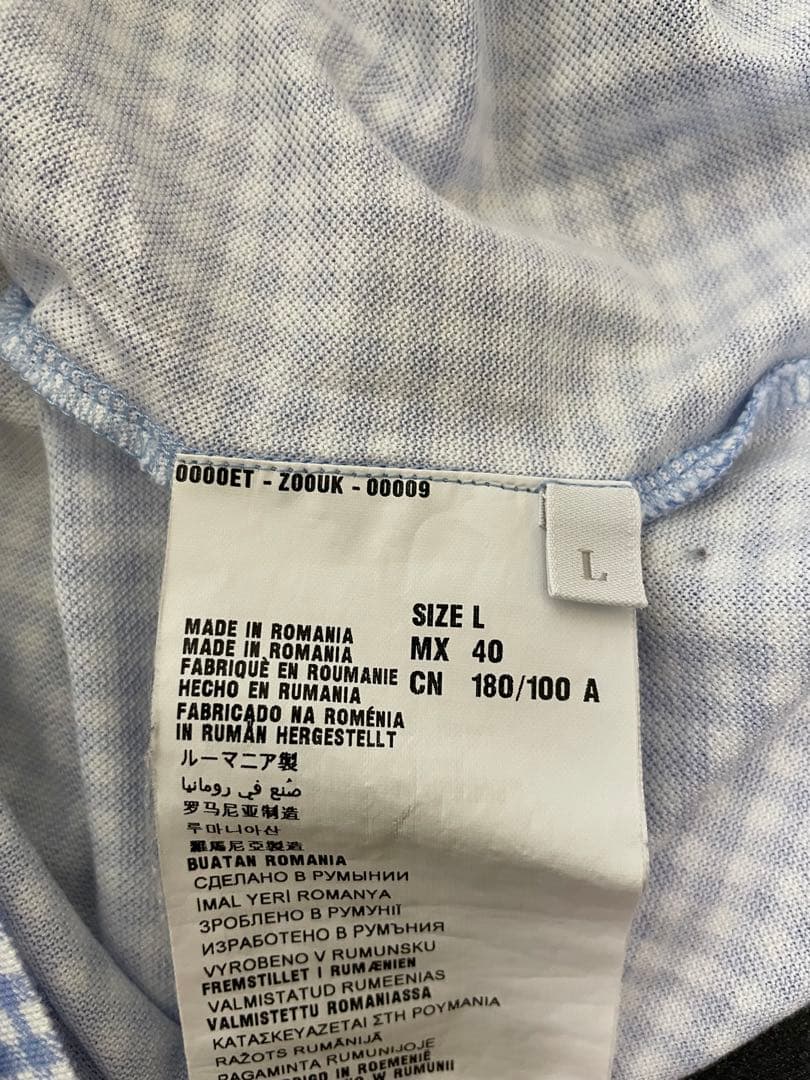 0000ET - Z00UK - 00009
L
SIZE L
MX 40
CN 180/100 A
MADE IN ROMANIA
MADE IN ROMANIA
FABRIQUÈ EN ROUMANIE
HECHO EN RUMANIA
FABRICADO NA ROMÉNIA
IN RUMÄN HERGESTELLT
ルーマニア製
صنع في رومانيا
罗马尼亚制造
루마니아산
羅馬尼亞製造
BUATAN ROMANIA
СДЕЛАНО В РУМЫНИИ
İMAL YERİ ROMANYA
ЗРОБЛЕНО В РУМУНІЇ
ИЗРАБОТЕНО В РУМЪНИЯ
VYROBENO V RUMUNSKU
FREMSTILLET I RUMÆNIEN
VALMISTATUD RUMEENIAS
VALMISTETTU ROMANIASSA
ΚΑΤΑΣΚΕΥΑΖΕΤΑΙ ΣΤΗ ΡΟΥΜΑΝΙΑ
RAŽOTS RUMĀNIJĀ
PAGAMINTA RUMUNIJOJE
IN ROEMENIË
W RUMUNII